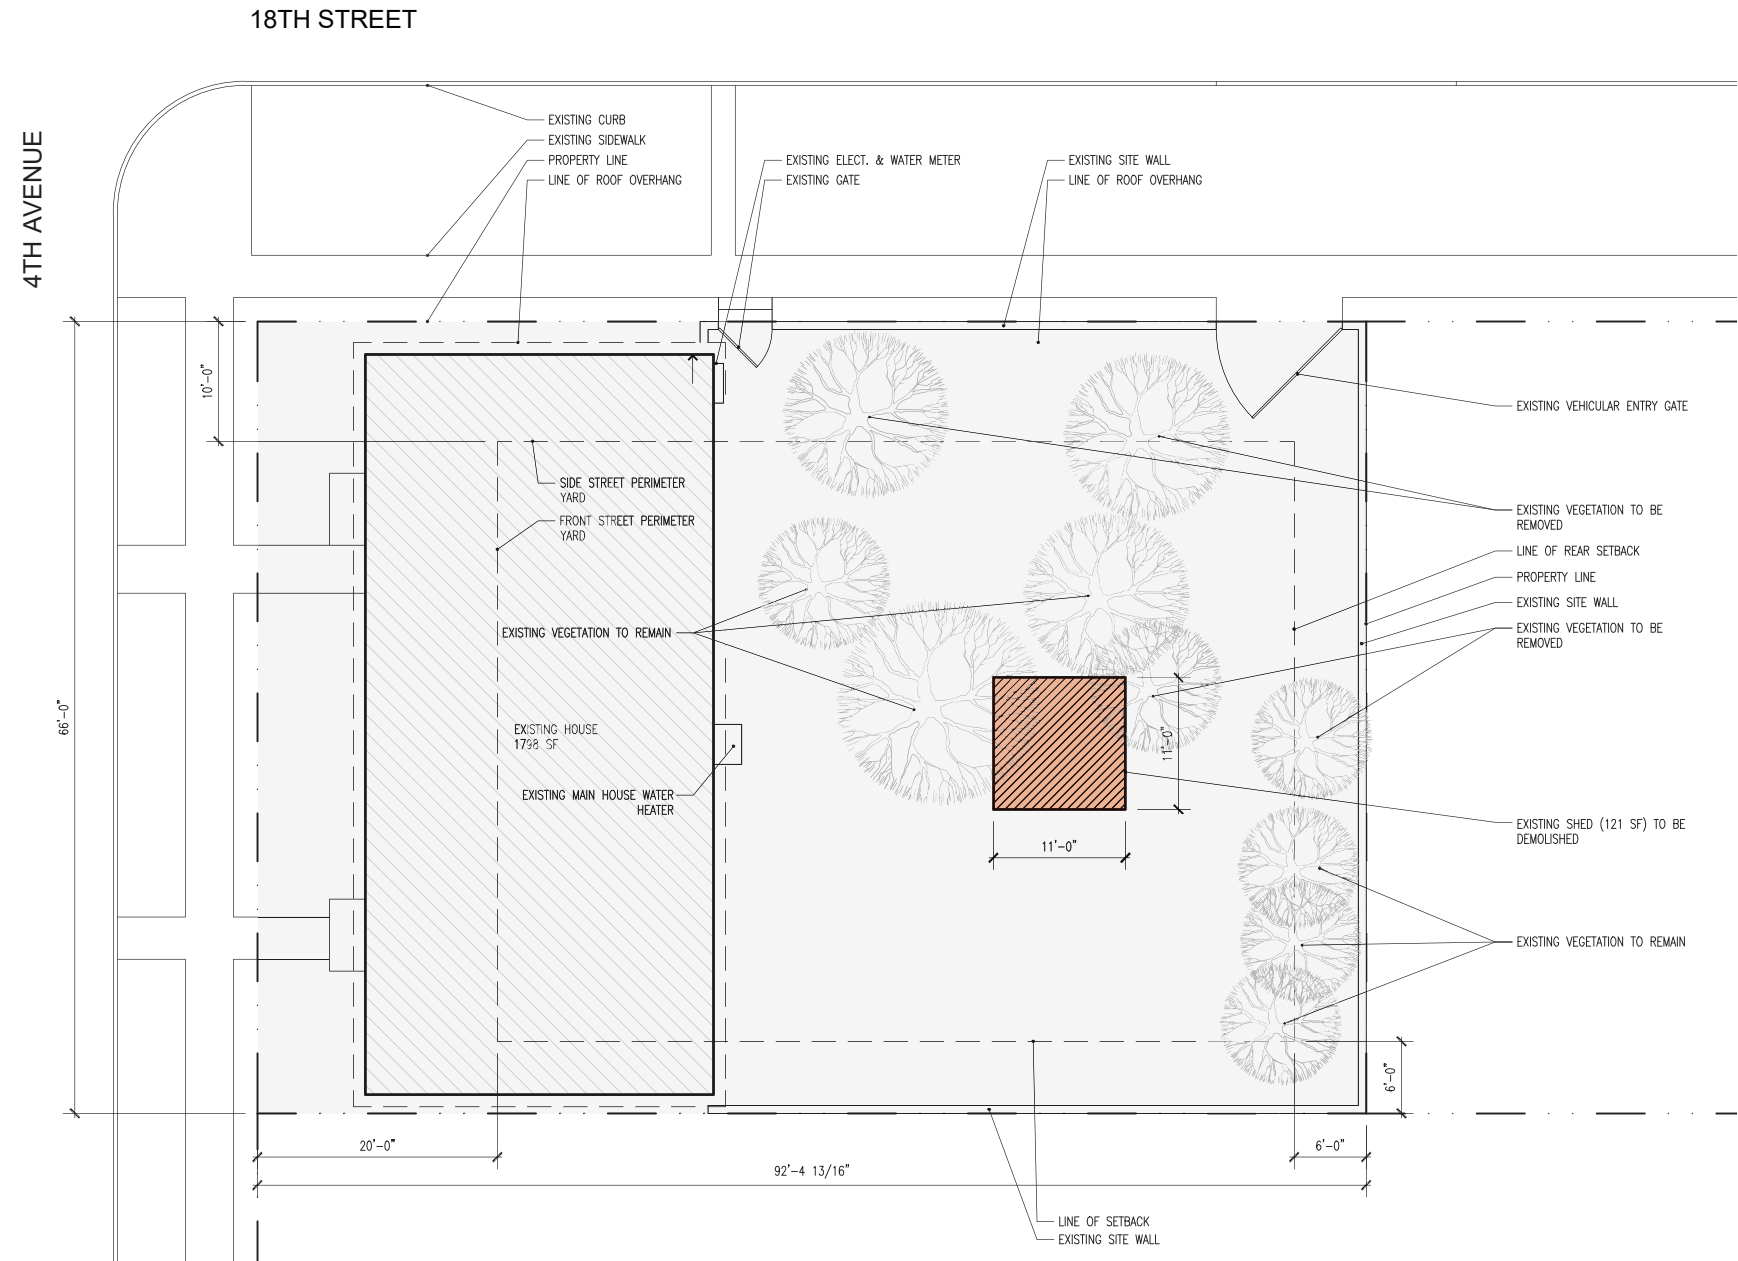 18TH STREET
4TH AVENUE
EXISTING CURB
EXISTING SIDEWALK
PROPERTY LINE
LINE OF ROOF OVERHANG
EXISTING ELECT. & WATER METER
EXISTING GATE
EXISTING SITE WALL
LINE OF ROOF OVERHANG
10'-0"
EXISTING VEHICULAR ENTRY GATE
SIDE STREET PERIMETER
YARD
FRONT STREET PERIMETER
YARD
EXISTING VEGETATION TO BE
REMOVED
LINE OF REAR SETBACK
PROPERTY LINE
EXISTING SITE WALL
EXISTING VEGETATION TO BE
REMOVED
EXISTING VEGETATION TO REMAIN
66'-0"
EXISTING HOUSE
1798 SF
11'-0"
EXISTING MAIN HOUSE WATER
HEATER
11'-0"
EXISTING SHED (121 SF) TO BE
DEMOLISHED
EXISTING VEGETATION TO REMAIN
6'-0"
20'-0"
6'-0"
92'-4 13/16"
LINE OF SETBACK
EXISTING SITE WALL